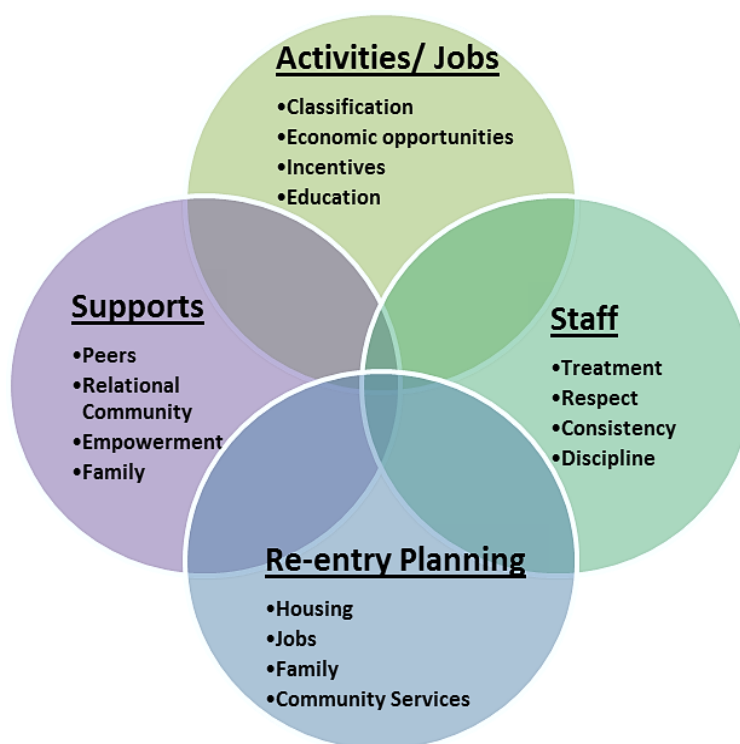 Activities/ Jobs
•Classification
•Economic opportunities
•Incentives
•Education
Supports
•Peers
•Relational
Community
•Empowerment
•Family
Staff
•Treatment
•Respect
•Consistency
•Discipline
Re-entry Planning
•Housing
•Jobs
•Family
•Community Services